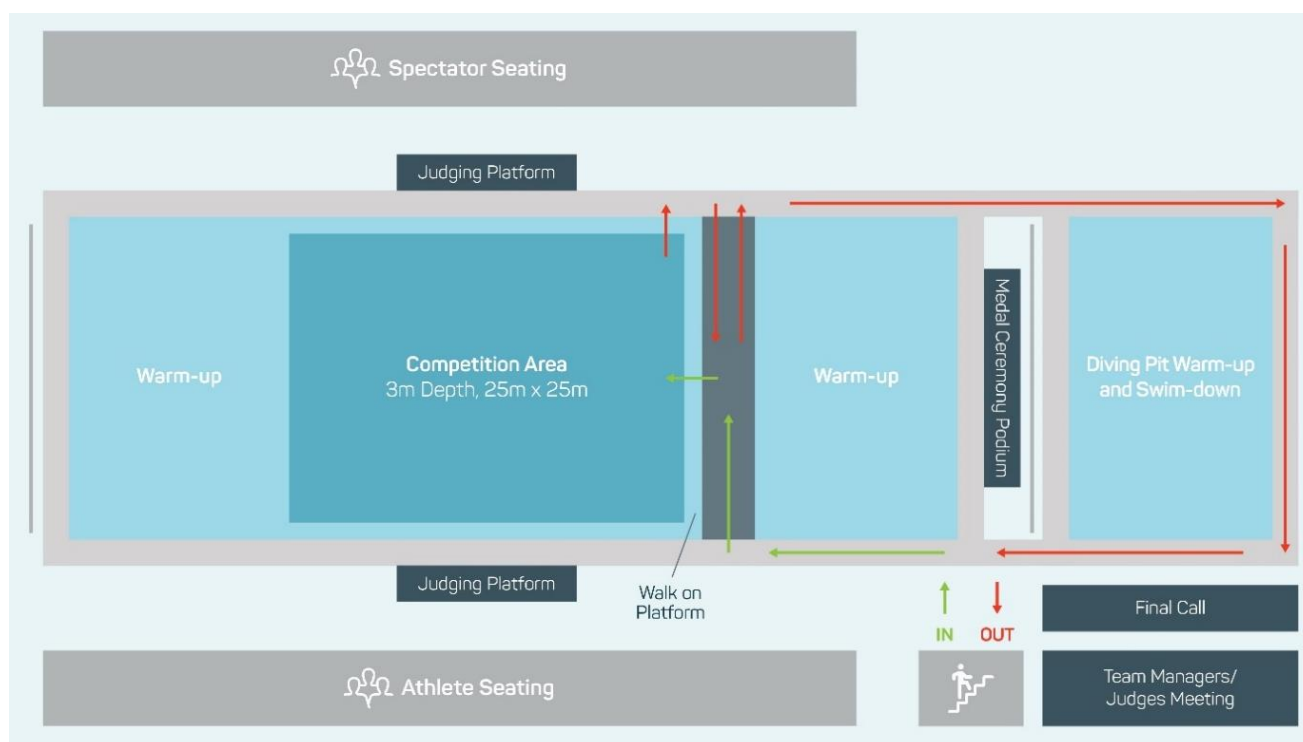 Spectator Seating
Judging Platform
Warm-up
Competition Area
3m Depth, 25m x 25m
Warm-up
Medal Ceremony Podium
Diving Pit Warm-up
and Swim-down
Judging Platform
Walk on
Platform
IN
OUT
Final Call
Athlete Seating
Team Managers/
Judges Meeting